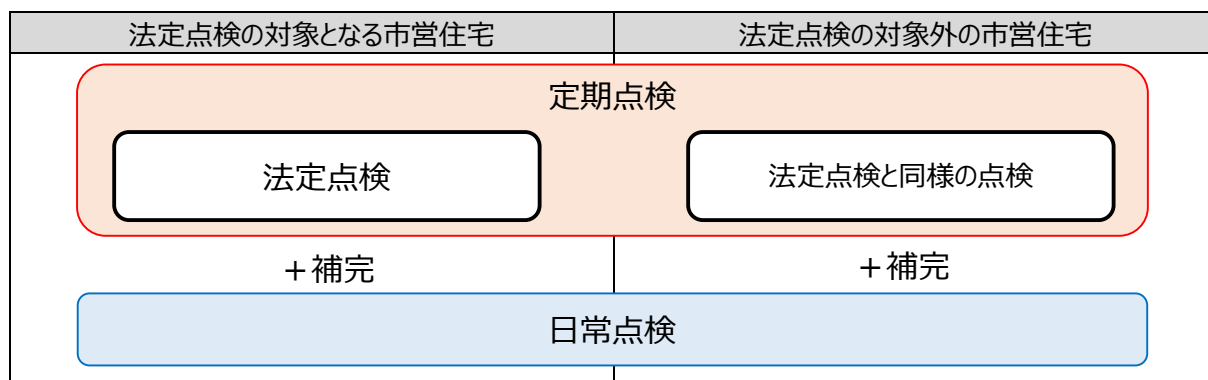 法定点検の対象となる市営住宅
法定点検の対象外の市営住宅
定期点検
法定点検
法定点検と同様の点検
＋補完
＋補完
日常点検